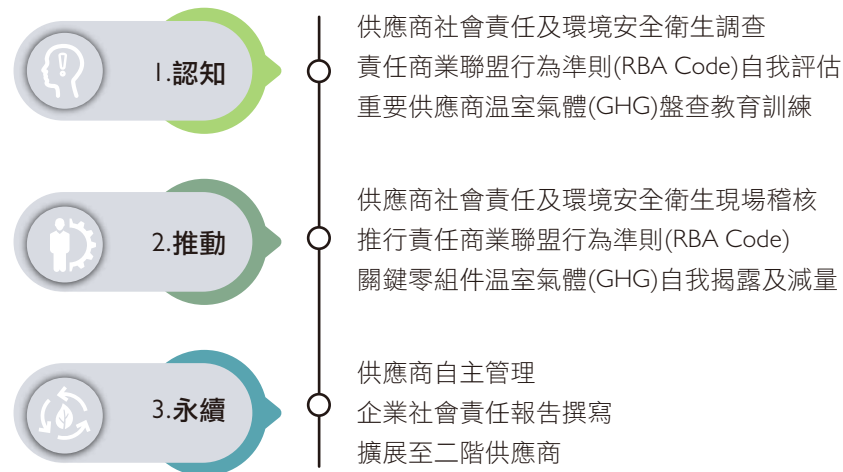 1.認知
供應商社會責任及環境安全衛生調查
責任商業聯盟行為準則(RBA Code)自我評估
重要供應商温室氣體(GHG)盤查教育訓練
2.推動
供應商社會責任及環境安全衛生現場稽核
推行責任商業聯盟行為準則(RBA Code)
關鍵零組件温室氣體(GHG)自我揭露及減量
3.永續
供應商自主管理
企業社會責任報告撰寫
擴展至二階供應商